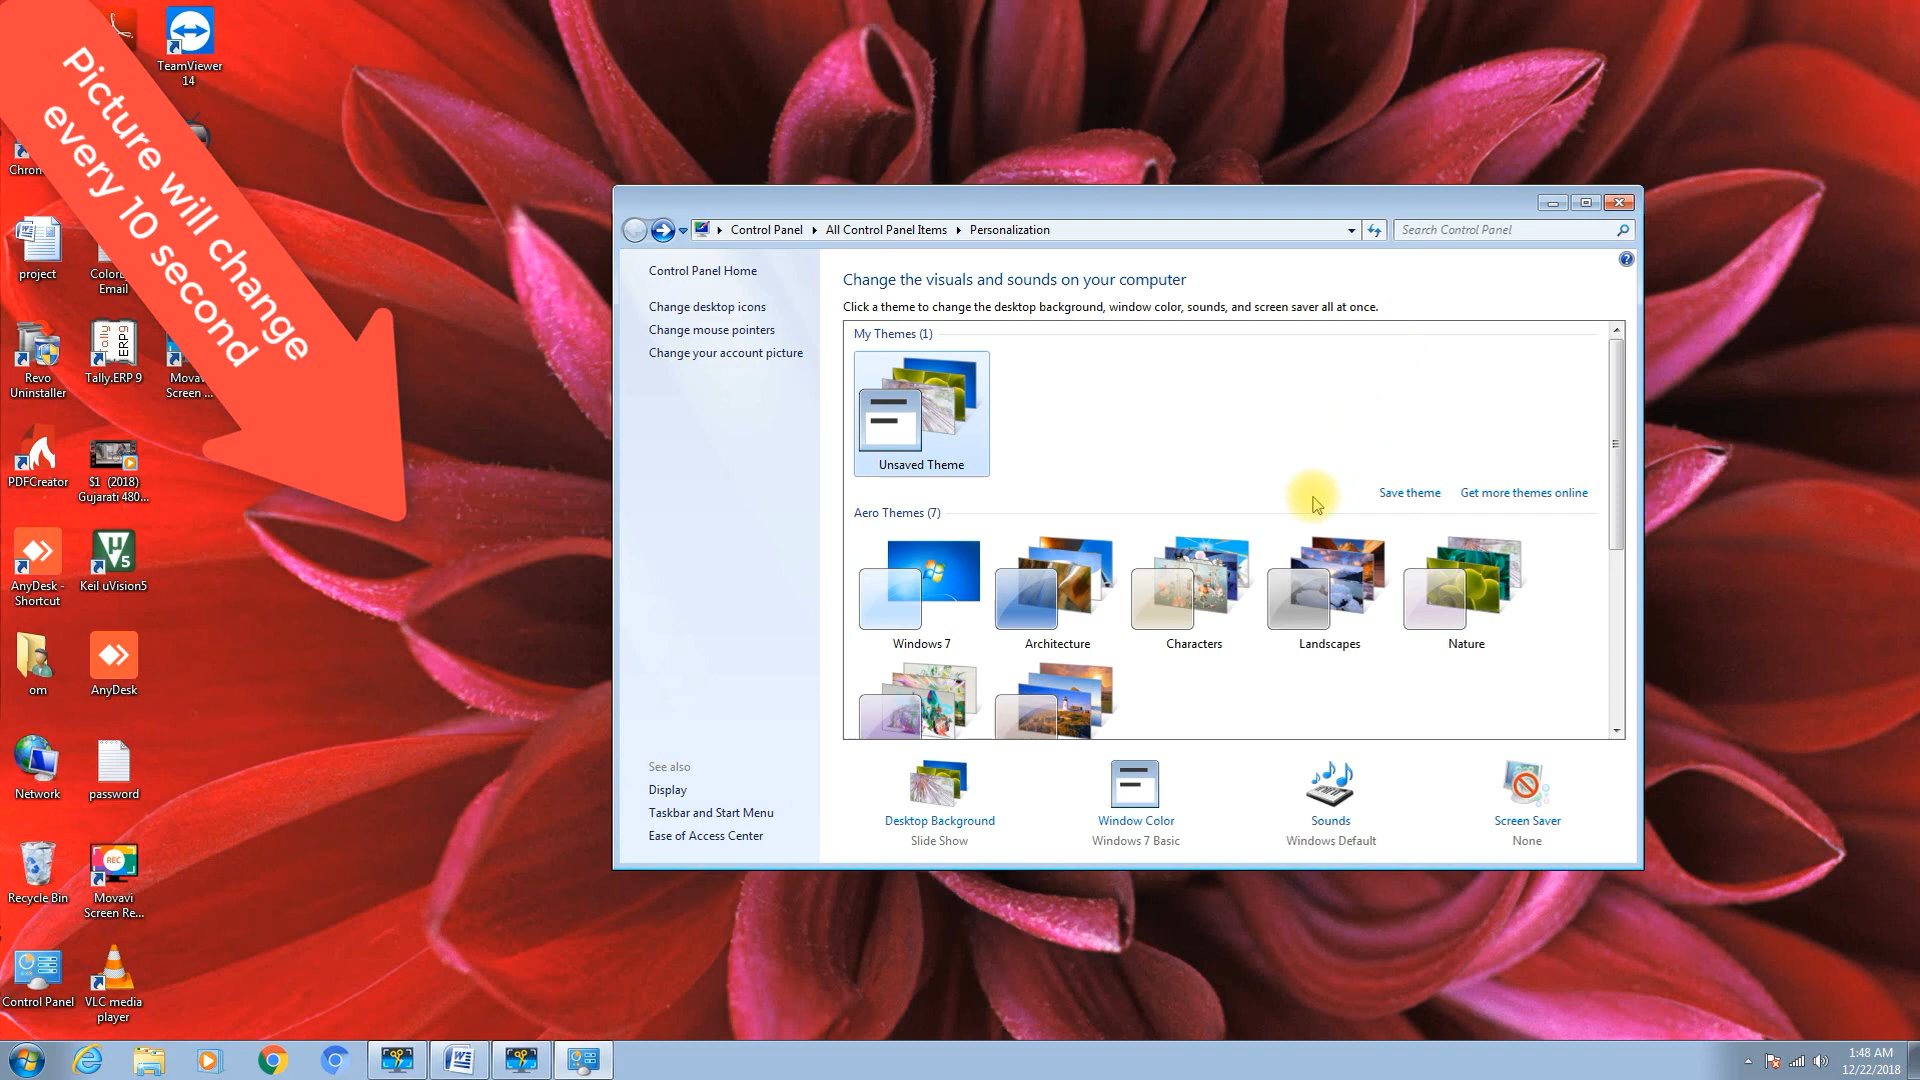 Picture will change
every 10 second
TeamViewer
14
project
Email
Revo
Uninstaller
Tally.ERP 9
Screen ...
PDFCreator
$1 (2018)
Gujarati 480...
AnyDesk -
Shortcut
Keil uVision5
om
AnyDesk
Network
password
Recycle Bin
REC
Movavi
Screen Re...
Control Panel
VLC media
player
Control Panel
All Control Panel Items
Personalization
Search Control Panel
Control Panel Home
Change desktop icons
Change mouse pointers
Change your account picture
See also
Display
Taskbar and Start Menu
Ease of Access Center
Change the visuals and sounds on your computer
Click a theme to change the desktop background, window color, sounds, and screen saver all at once.
My Themes (1)
Unsaved Theme
Save theme
Get more themes online
Aero Themes (7)
Windows 7
Architecture
Characters
Landscapes
Nature
Desktop Background
Slide Show
Window Color
Windows 7 Basic
Sounds
Windows Default
Screen Saver
None
1:48 AM
12/22/2018